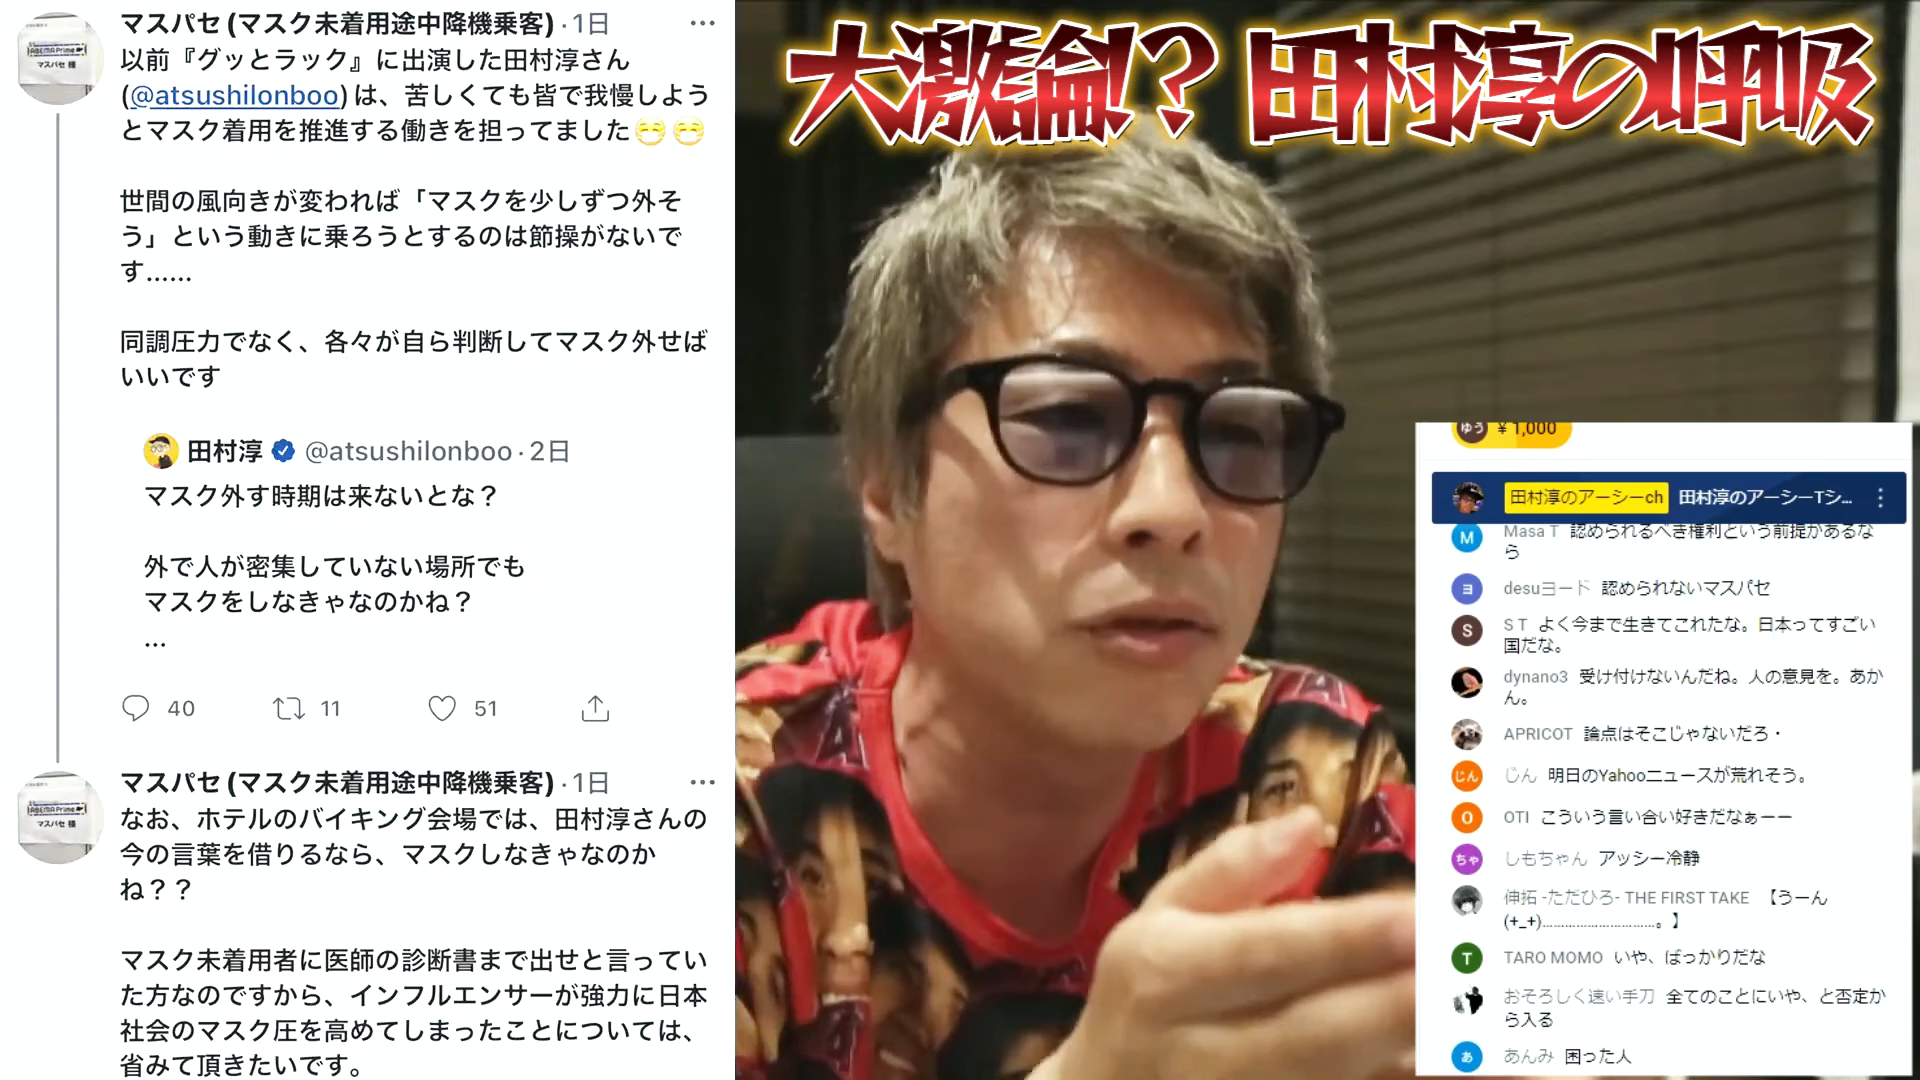 マスパセ (マスク未着用途中降機乗客) · 1日
以前『グッとラック』に出演した田村淳さん
(@atsushilonboo) は、苦しくても皆で我慢しよう
とマスク着用を推進する働きを担ってました😷😷
世間の風向きが変われば「マスクを少しずつ外そ
う」という動きに乗ろうとするのは節操がないで
す……
同調圧力でなく、各々が自ら判断してマスク外せば
いいです
田村淳 @atsushilonboo · 2日
マスク外す時期は来ないとな？
外で人が密集していない場所でも
マスクをしなきゃなのかね？
...
40 11 51
マスパセ (マスク未着用途中降機乗客) · 1日
なお、ホテルのバイキング会場では、田村淳さんの
今の言葉を借りるなら、マスクしなきゃなのか
ね？？
マスク未着用者に医師の診断書まで出せと言ってい
た方なのですから、インフルエンサーが強力に日本
社会のマスク圧を高めてしまったことについては、
省みて頂きたいです。
ABEMA Prime
マスパセ 様
ABEMA Prime
マスパセ 様
大激論!？ 田村淳の呼吸
ゆう ￥1,000
田村淳のアーシーch 田村淳のアーシーTシ...
M Masa T 認められるべき権利という前提があるな
ら
ヨ desuヨード 認められないマスパセ
S S T よく今まで生きてこれたな。日本ってすごい
国だな。
dynano3 受け付けないんだね。人の意見を。あか
ん。
APRICOT 論点はそこじゃないだろ・
じん じん 明日のYahooニュースが荒れそう。
O OTI こういう言い合い好きだなぁーー
ちゃ しもちゃん アッシー冷静
伸拓 -ただひろ- THE FIRST TAKE 【うーん
(+_+)…………………………。】
T TARO MOMO いや、ばっかりだな
おそろしく速い手刀 全てのことにいや、と否定か
ら入る
あ あんみ 困った人